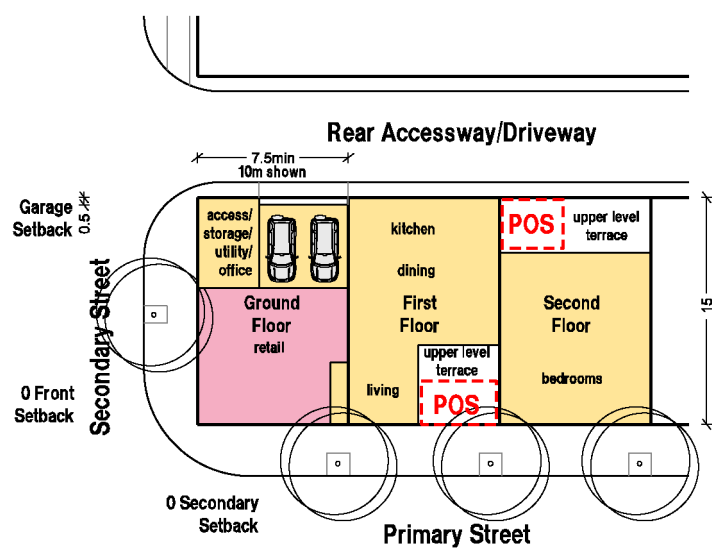 Rear Accessway/Driveway
7.5min
10m shown
Garage
Setback
0.5
access/
storage/
utility/
office
kitchen
dining
POS
upper level
terrace
Ground
Floor
retail
First
Floor
Second
Floor
15
Secondary Street
0 Front
Setback
living
upper level
terrace
POS
bedrooms
0 Secondary
Setback
Primary Street